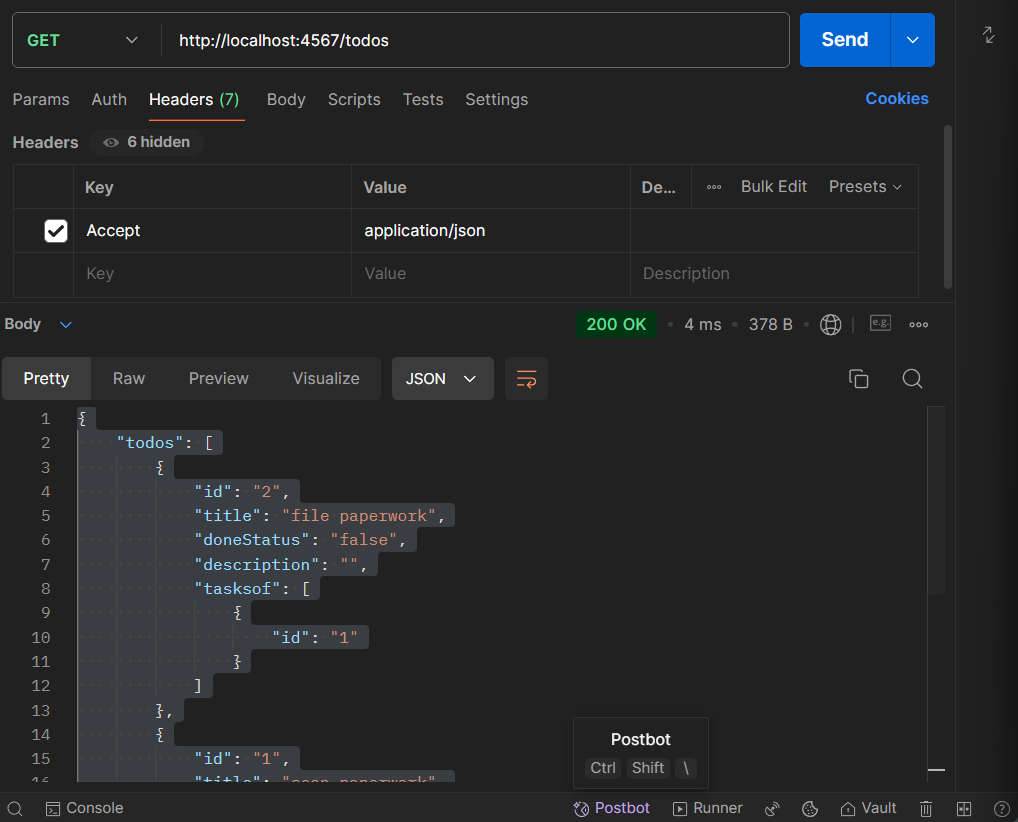 GET http://localhost:4567/todos Send
Params Auth Headers (7) Body Scripts Tests Settings Cookies
Headers 6 hidden
Key Value De... Bulk Edit Presets
Accept application/json
Key Value Description
Body 200 OK 4 ms 378 B e.g.
Pretty Raw Preview Visualize JSON
1 {
2 "todos": [
3 {
4 "id": "2",
5 "title": "file paperwork",
6 "doneStatus": "false",
7 "description": "",
8 "tasksof": [
9 {
10 "id": "1"
11 }
12 ]
13 },
14 {
15 "id": "1",
16 "title": "scan paperwork",
Postbot
Ctrl Shift \
Console Postbot Runner Vault